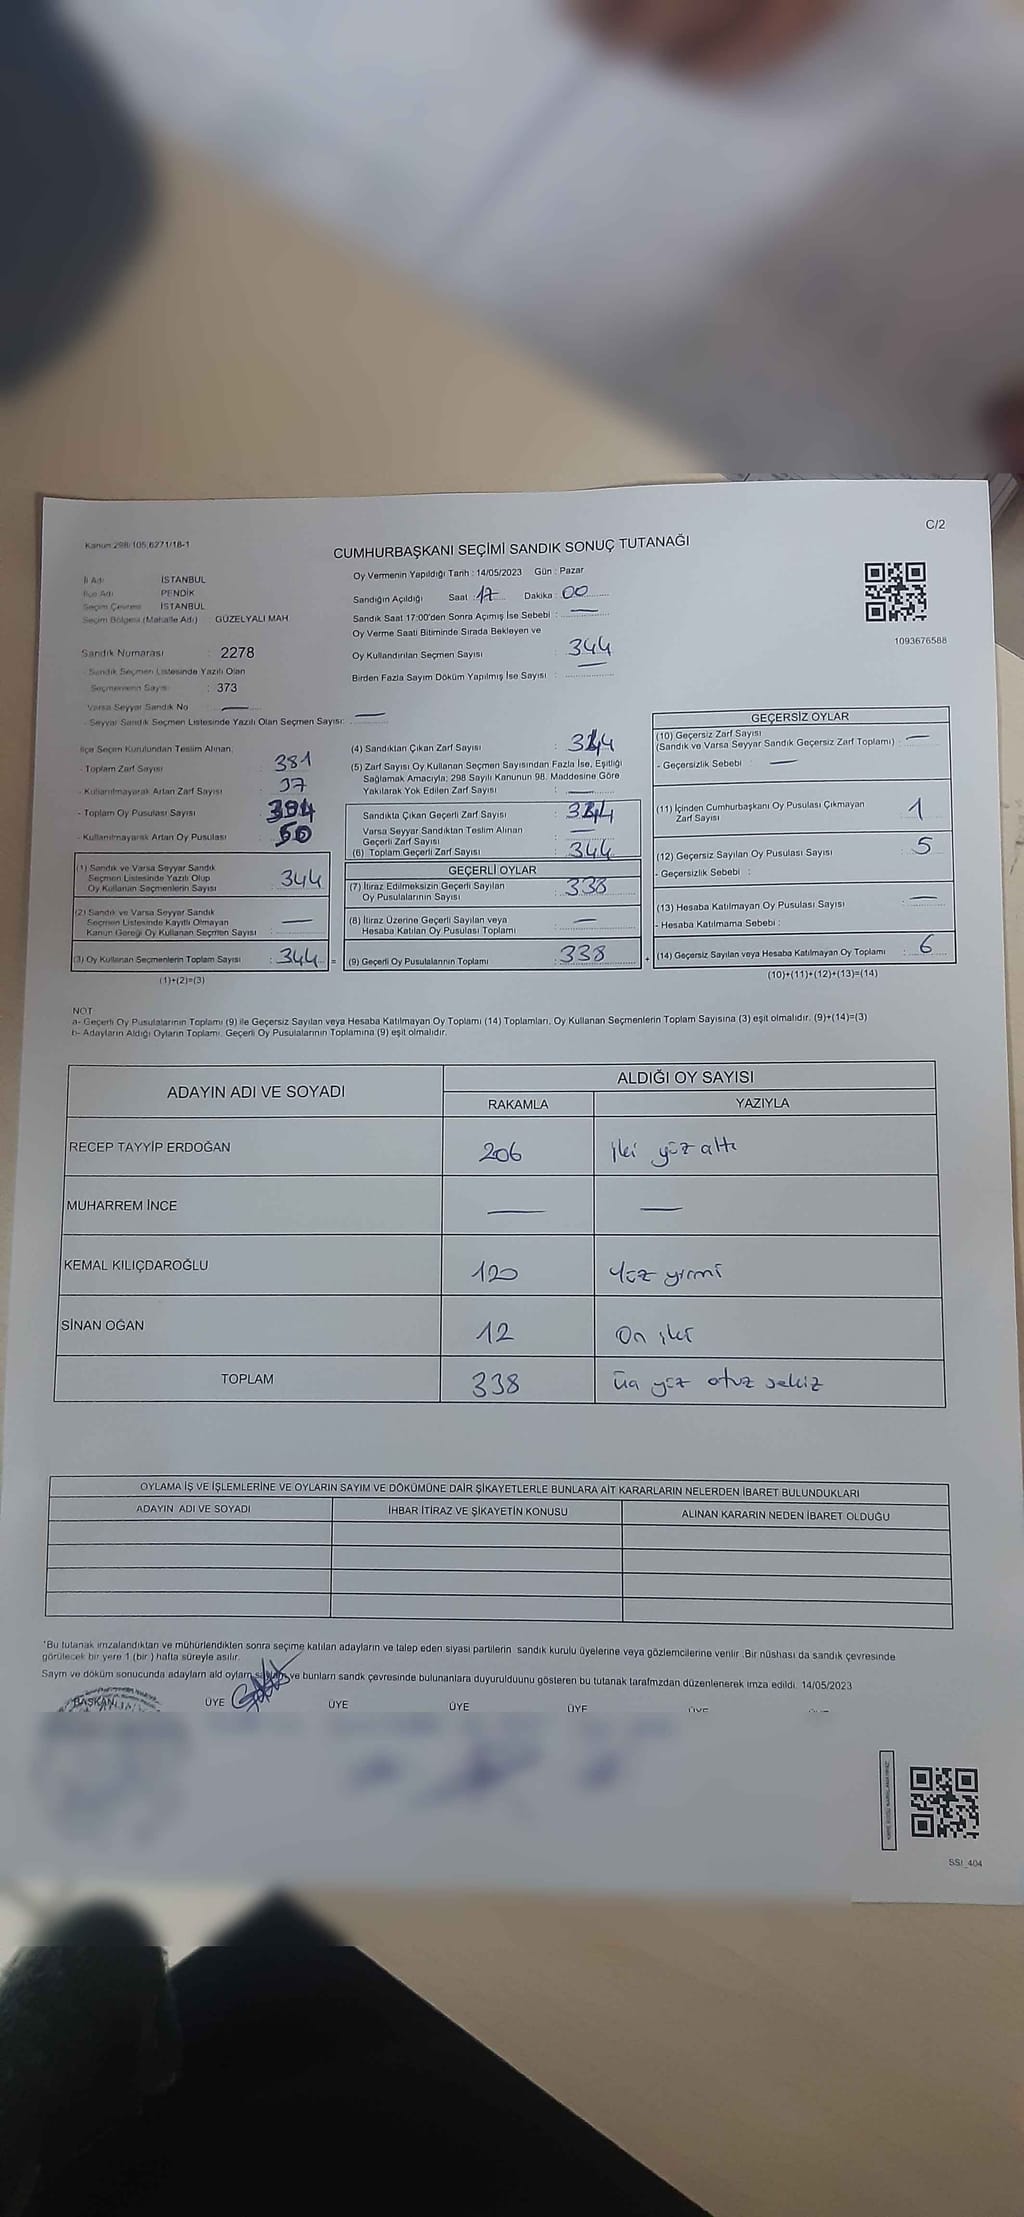 C/2
Kanun:298/105;6271/18-1
CUMHURBAŞKANI SEÇİMİ SANDIK SONUÇ TUTANAĞI
İl Adı İSTANBUL
İlçe Adı PENDİK
Seçim Çevresi İSTANBUL
Seçim Bölgesi (Mahalle Adı) GÜZELYALI MAH.
Sandık Numarası : 2278
- Sandık Seçmen Listesinde Yazılı Olan
Seçmenlerin Sayısı : 373
Varsa Seyyar Sandık No : —
- Seyyar Sandık Seçmen Listesinde Yazılı Olan Seçmen Sayısı: —
Oy Vermenin Yapıldığı Tarih : 14/05/2023 Gün : Pazar
Sandığın Açıldığı Saat : 17 Dakika : 00
Sandık Saat 17:00'den Sonra Açımış İse Sebebi : —
Oy Verme Saati Bitiminde Sırada Bekleyen ve
Oy Kullandırılan Seçmen Sayısı : 344
Birden Fazla Sayım Döküm Yapılmış İse Sayısı :
1093676588
İlçe Seçim Kurulundan Teslim Alınan;
- Toplam Zarf Sayısı : 381
- Kullanılmayarak Artan Zarf Sayısı : 37
- Toplam Oy Pusulası Sayısı : 394
- Kullanılmayarak Artan Oy Pusulası : 50
(1) Sandık ve Varsa Seyyar Sandık
Seçmen Listesinde Yazılı Olup
Oy Kullanan Seçmenlerin Sayısı : 344
(2) Sandık ve Varsa Seyyar Sandık
Seçmen Listesinde Kayıtlı Olmayan
Kanun Gereği Oy Kullanan Seçmen Sayısı : —
(3) Oy Kullanan Seçmenlerin Toplam Sayısı : 344 =
(1)+(2)=(3)
(4) Sandıktan Çıkan Zarf Sayısı : 344
(5) Zarf Sayısı Oy Kullanan Seçmen Sayısından Fazla İse, Eşitliği
Sağlamak Amacıyla; 298 Sayılı Kanunun 98. Maddesine Göre
Yakılarak Yok Edilen Zarf Sayısı : —
Sandıkta Çıkan Geçerli Zarf Sayısı : 344
Varsa Seyyar Sandıktan Teslim Alınan
Geçerli Zarf Sayısı : —
(6) Toplam Geçerli Zarf Sayısı : 344
GEÇERLİ OYLAR
(7) İtiraz Edilmeksizin Geçerli Sayılan
Oy Pusulalarının Sayısı : 338
(8) İtiraz Üzerine Geçerli Sayılan veya
Hesaba Katılan Oy Pusulası Toplamı : —
(9) Geçerli Oy Pusulalarının Toplamı : 338 +
GEÇERSİZ OYLAR
(10) Geçersiz Zarf Sayısı
(Sandık ve Varsa Seyyar Sandık Geçersiz Zarf Toplamı) : —
- Geçersizlik Sebebi : —
(11) İçinden Cumhurbaşkanı Oy Pusulası Çıkmayan
Zarf Sayısı : 1
(12) Geçersiz Sayılan Oy Pusulası Sayısı : 5
- Geçersizlik Sebebi :
(13) Hesaba Katılmayan Oy Pusulası Sayısı : —
- Hesaba Katılmama Sebebi :
(14) Geçersiz Sayılan veya Hesaba Katılmayan Oy Toplamı : 6
(10)+(11)+(12)+(13)=(14)
NOT
a- Geçerli Oy Pusulalarının Toplamı (9) ile Geçersiz Sayılan veya Hesaba Katılmayan Oy Toplamı (14) Toplamları, Oy Kullanan Seçmenlerin Toplam Sayısına (3) eşit olmalıdır. (9)+(14)=(3)
b- Adayların Aldığı Oyların Toplamı, Geçerli Oy Pusulalarının Toplamına (9) eşit olmalıdır.
ADAYIN ADI VE SOYADI ALDIĞI OY SAYISI
RAKAMLA YAZIYLA
RECEP TAYYİP ERDOĞAN 206 iki yüz altı
MUHARREM İNCE — —
KEMAL KILIÇDAROĞLU 120 Yüz yirmi
SİNAN OĞAN 12 On iki
TOPLAM 338 üç yüz otuz sekiz
OYLAMA İŞ VE İŞLEMLERİNE VE OYLARIN SAYIM VE DÖKÜMÜNE DAİR ŞİKAYETLERLE BUNLARA AİT KARARLARIN NELERDEN İBARET BULUNDUKLARI
ADAYIN ADI VE SOYADI İHBAR İTİRAZ VE ŞİKAYETİN KONUSU ALINAN KARARIN NEDEN İBARET OLDUĞU
*Bu tutanak imzalandıktan ve mühürlendikten sonra seçime katılan adayların ve talep eden siyasi partilerin sandık kurulu üyelerine veya gözlemcilerine verilir. Bir nüshası da sandık çevresinde
görülecek bir yere 1 (bir ) hafta süreyle asılır.
Sayım ve döküm sonucunda adayların ald oyların ve bunların sandk çevresinde bulunanlara duyurulduunu gösteren bu tutanak tarafmzdan düzenlenerek imza edildi. 14/05/2023
BAŞKAN ÜYE ÜYE ÜYE ÜYE ÜYE
SSI_404